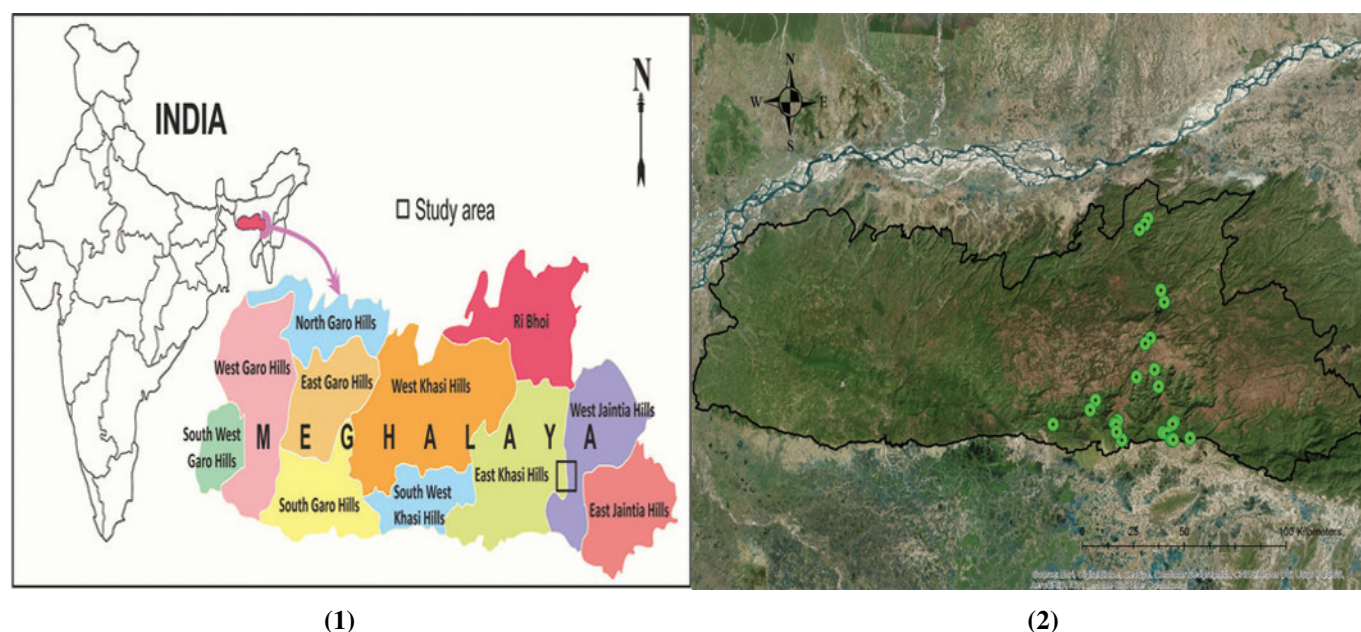 INDIA
N
Study area
North Garo Hills
Ri Bhoi
West Garo Hills
East Garo Hills
West Khasi Hills
West Jaintia Hills
South West
Garo Hills
M E G H A L A Y A
East Khasi Hills
South Garo Hills
South West
Khasi Hills
East Jaintia Hills
N
W E
S
0 25 50 100 Kilometers
(1) (2)